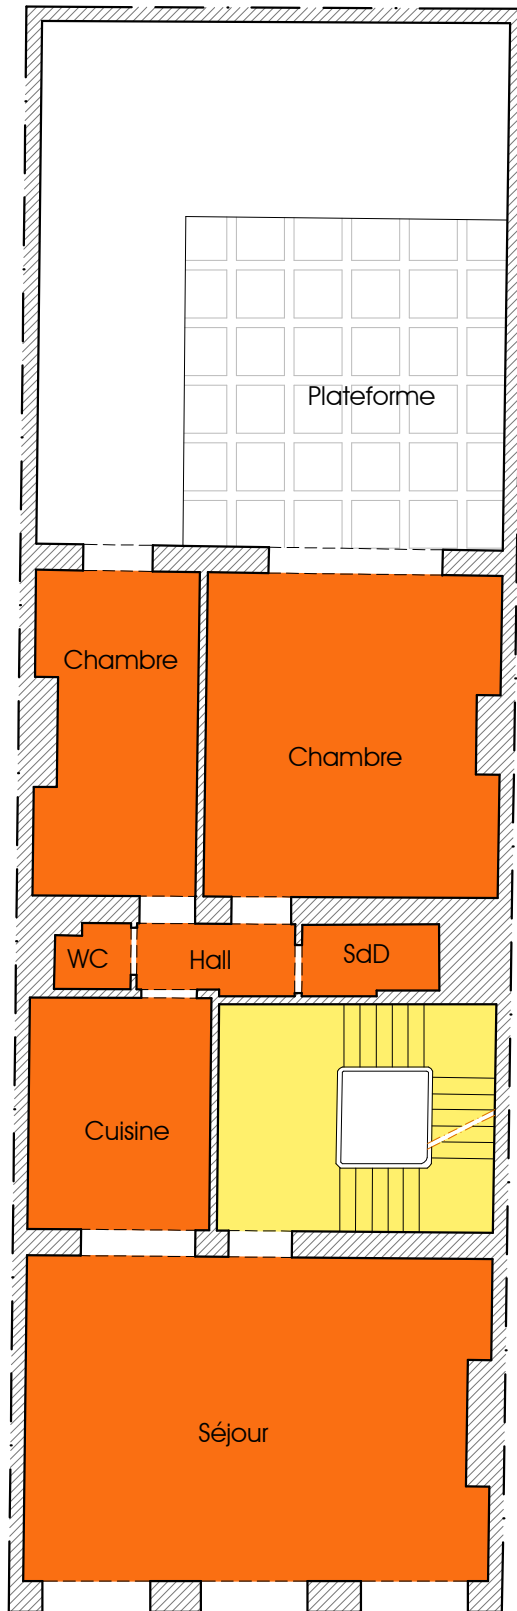 Plateforme
Chambre
Chambre
WC
Hall
SdD
Cuisine
Séjour